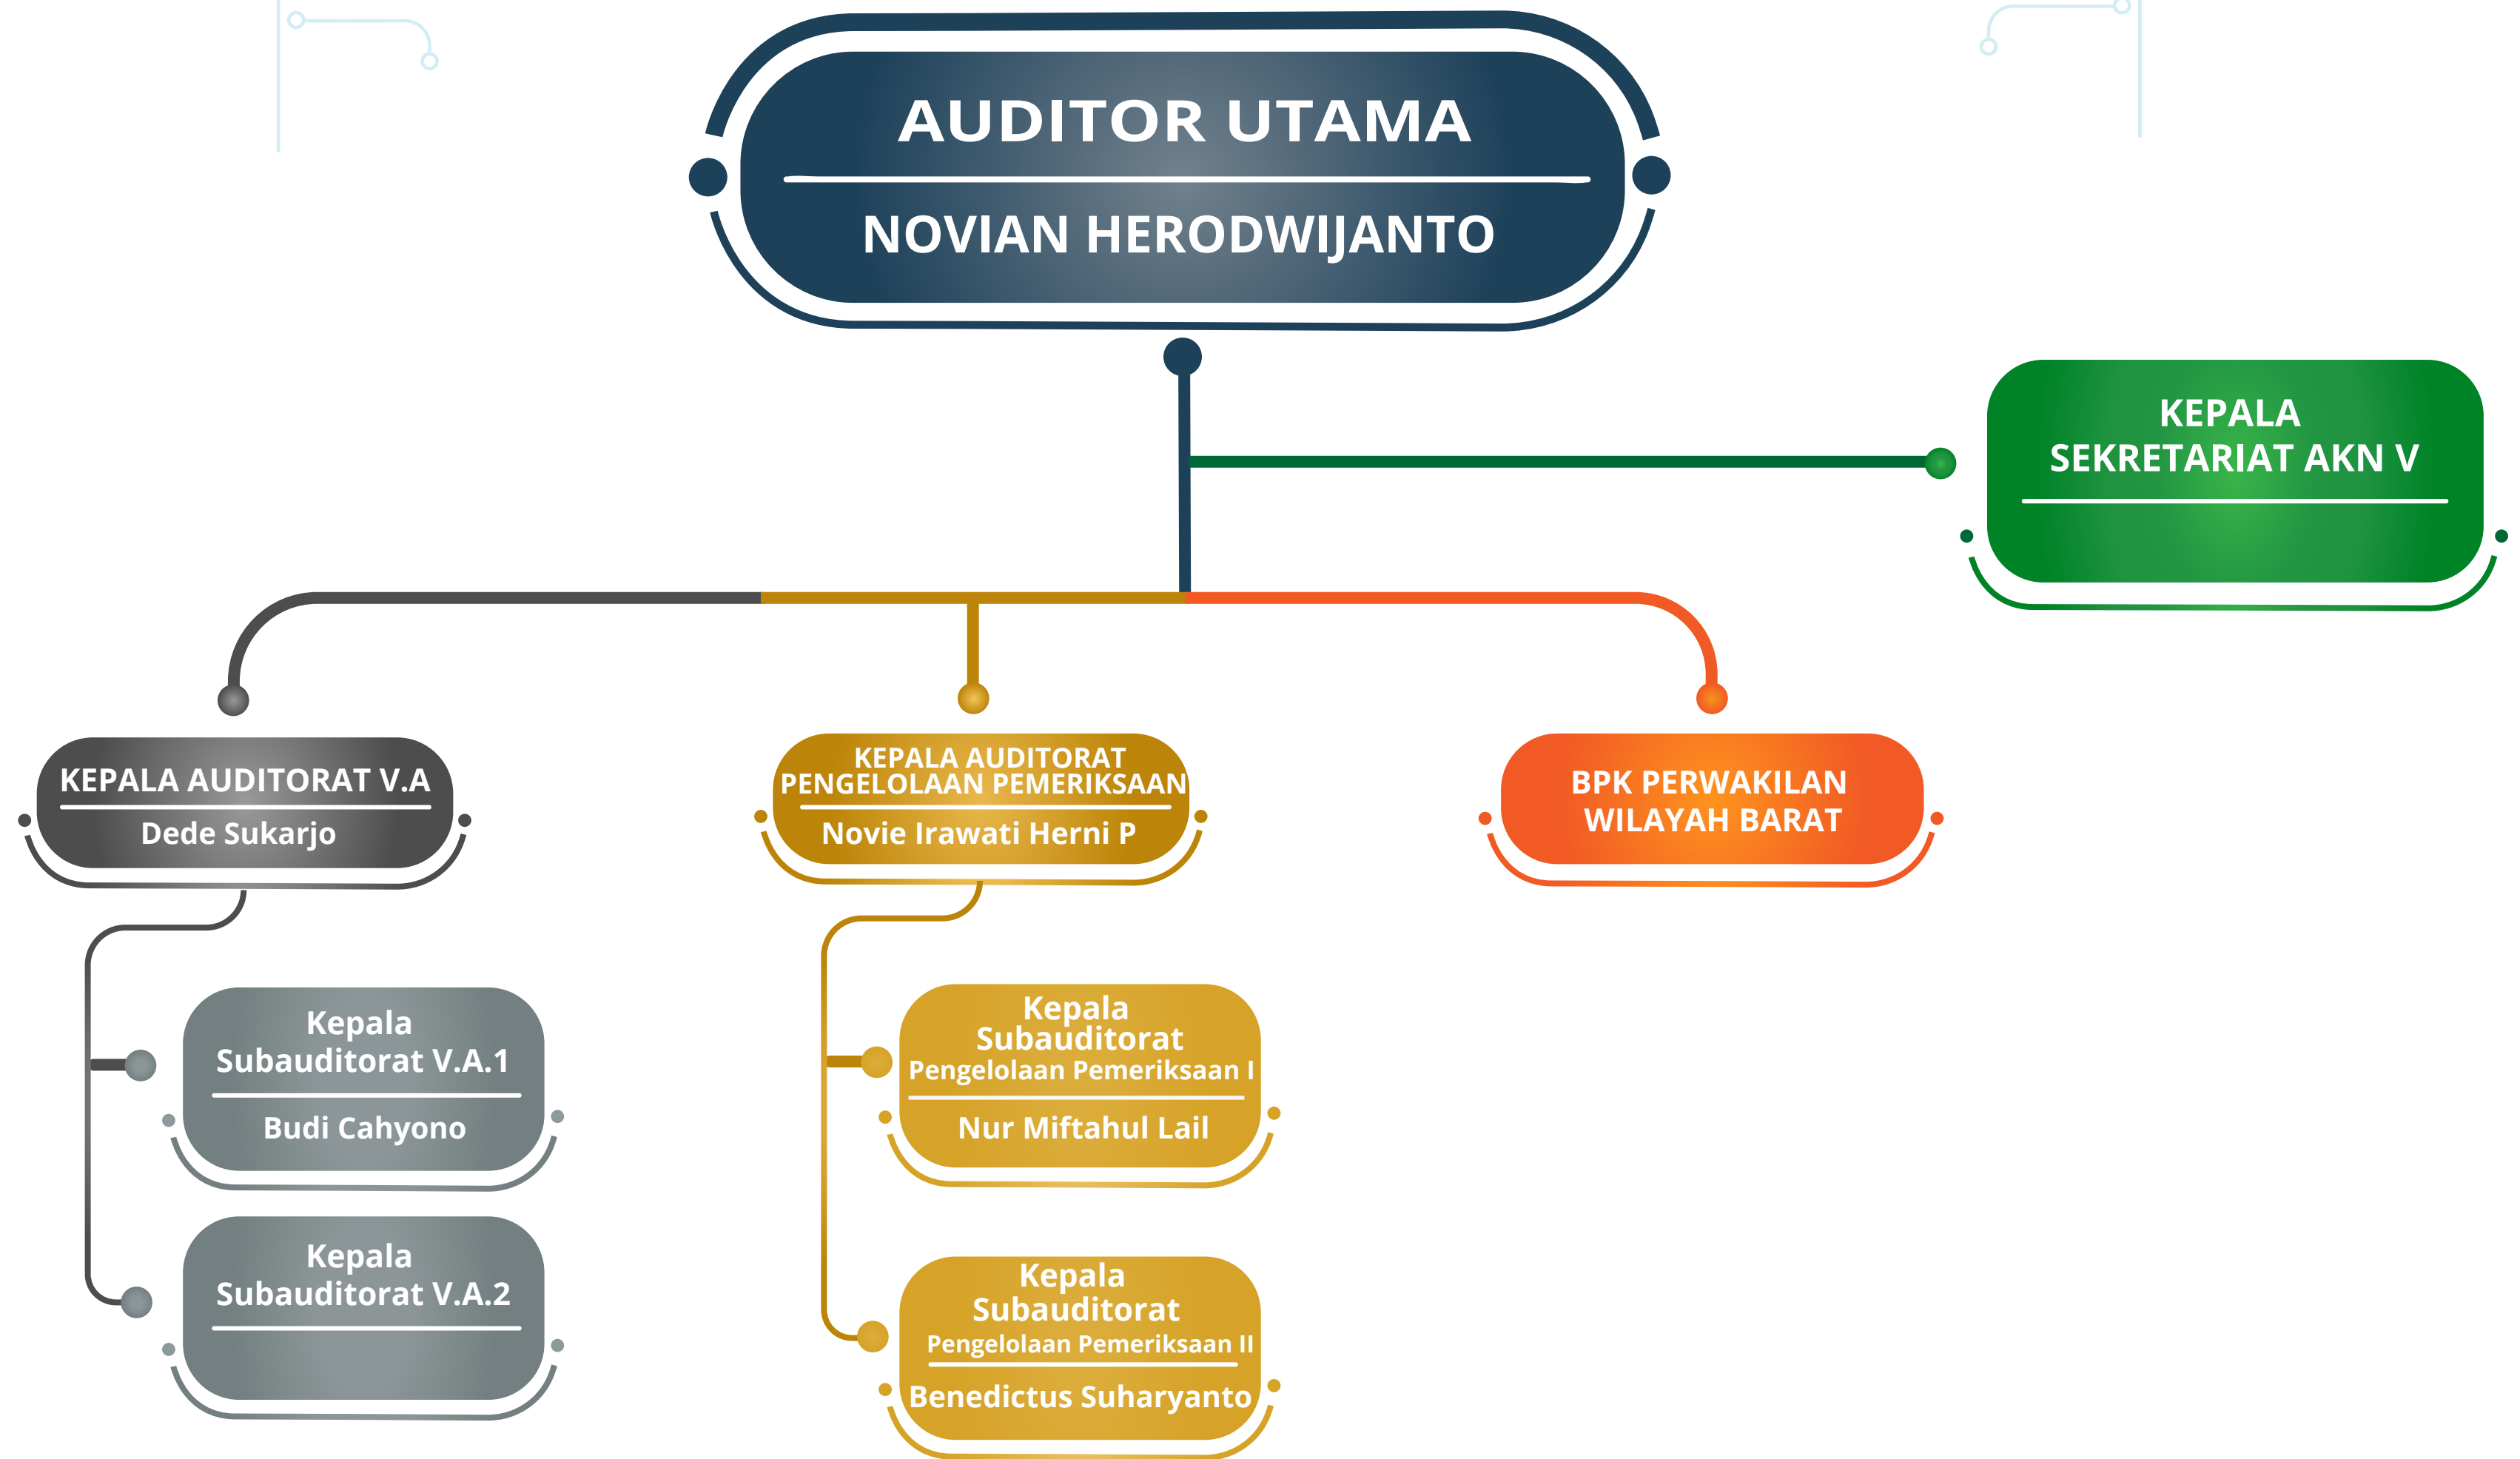 AUDITOR UTAMA
NOVIAN HERODWIJANTO
KEPALA
SEKRETARIAT AKN V
KEPALA AUDITORAT V.A
Dede Sukarjo
KEPALA AUDITORAT
PENGELOLAAN PEMERIKSAAN
Novie Irawati Herni P
BPK PERWAKILAN
WILAYAH BARAT
Kepala
Subauditorat V.A.1
Budi Cahyono
Kepala
Subauditorat V.A.2
Kepala
Subauditorat
Pengelolaan Pemeriksaan I
Nur Miftahul Lail
Kepala
Subauditorat
Pengelolaan Pemeriksaan II
Benedictus Suharyanto